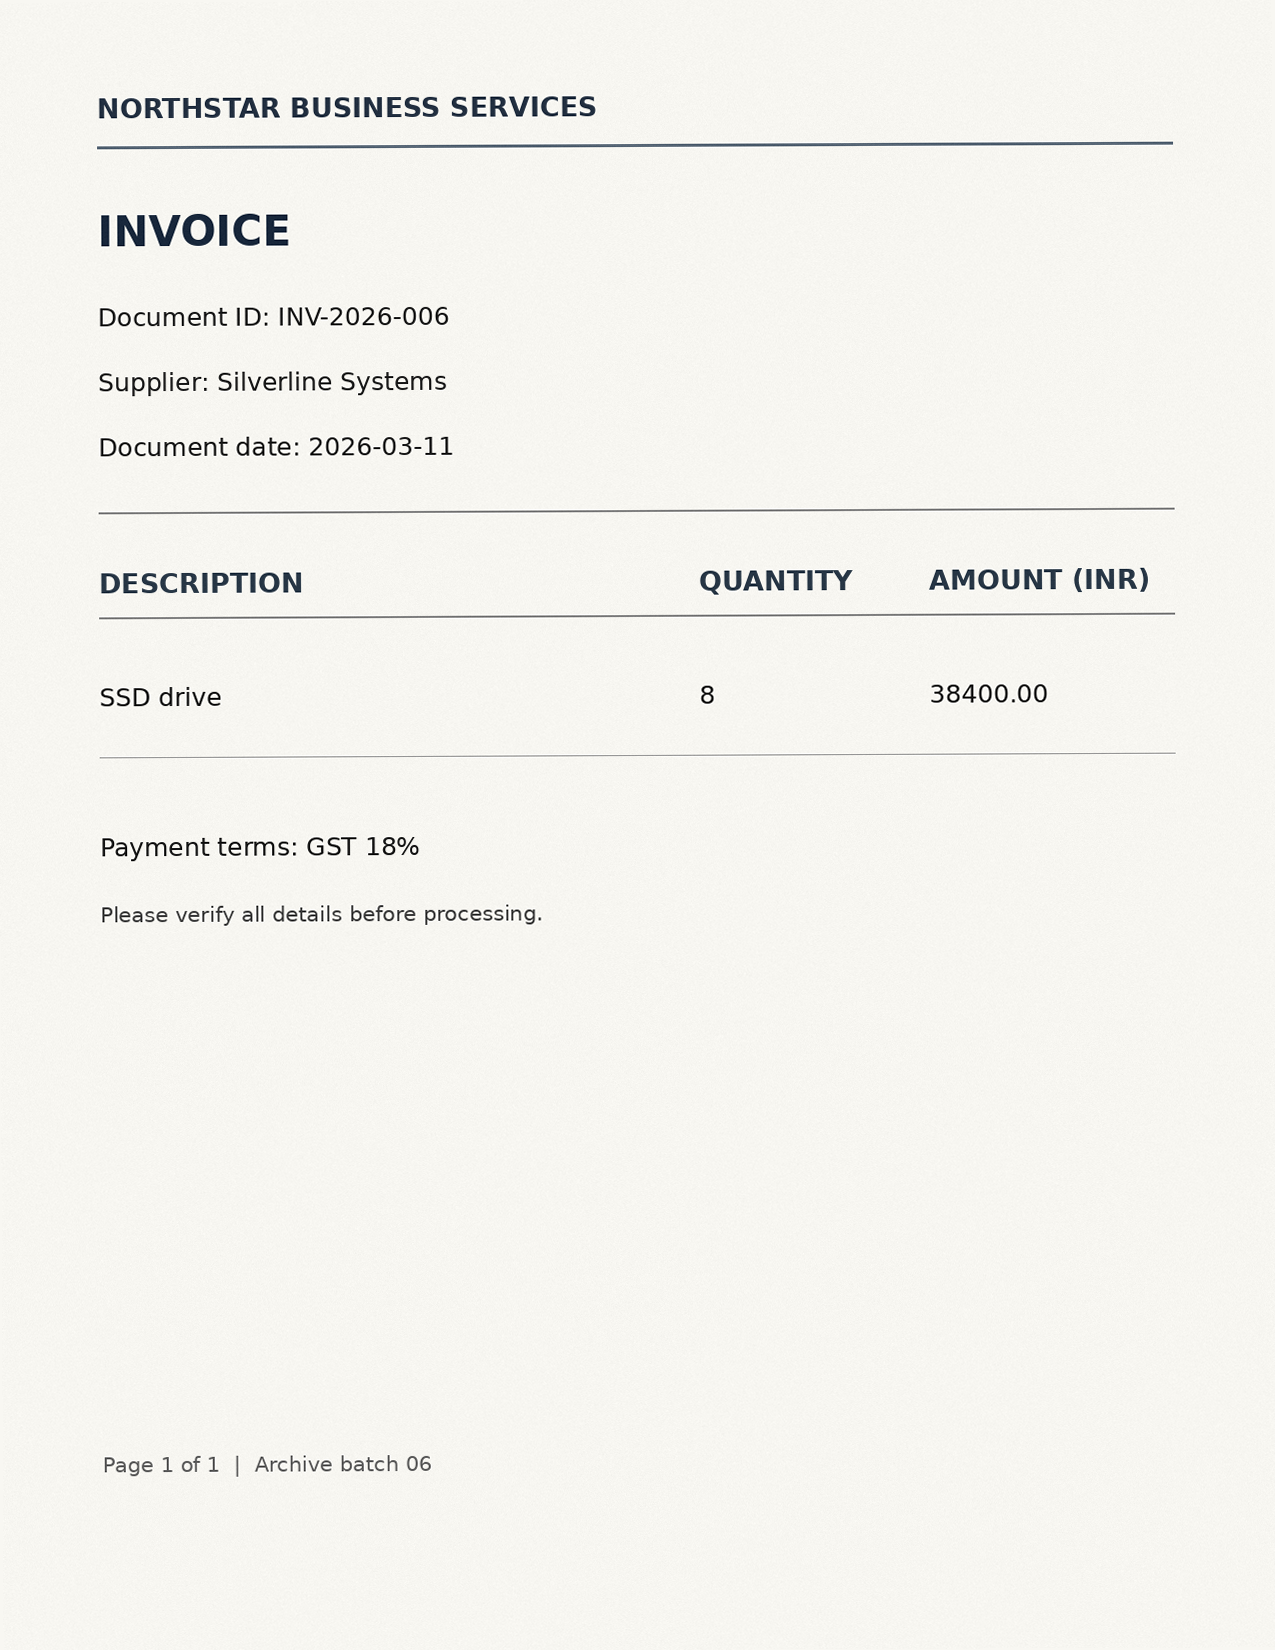 NORTHSTAR BUSINESS SERVICES
INVOICE
Document ID: INV-2026-006
Supplier: Silverline Systems
Document date: 2026-03-11
DESCRIPTION QUANTITY AMOUNT (INR)
SSD drive 8 38400.00
Payment terms: GST 18%
Please verify all details before processing.
Page 1 of 1 | Archive batch 06